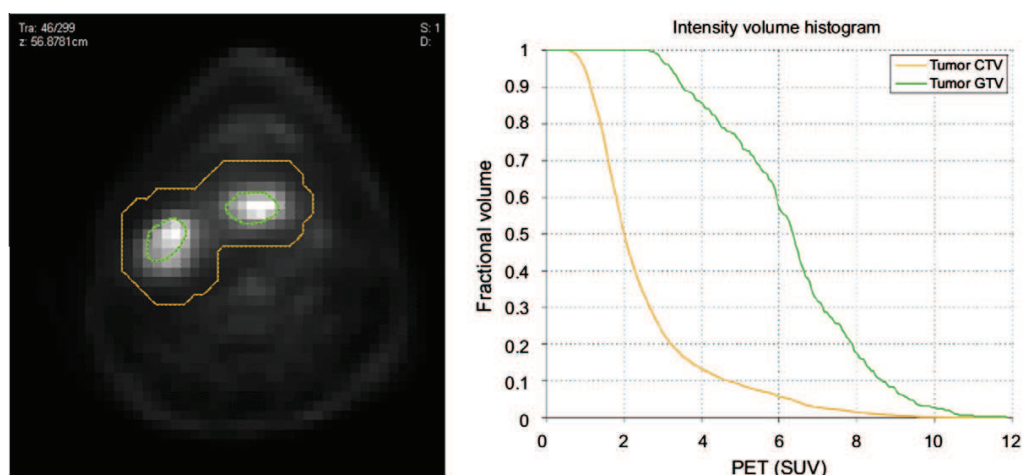 Tra: 46/299
z: 56.8781cm
S: 1
D:
Intensity volume histogram
Tumor CTV
Tumor GTV
Fractional volume
1
0.9
0.8
0.7
0.6
0.5
0.4
0.3
0.2
0.1
0
0 2 4 6 8 10 12
PET (SUV)